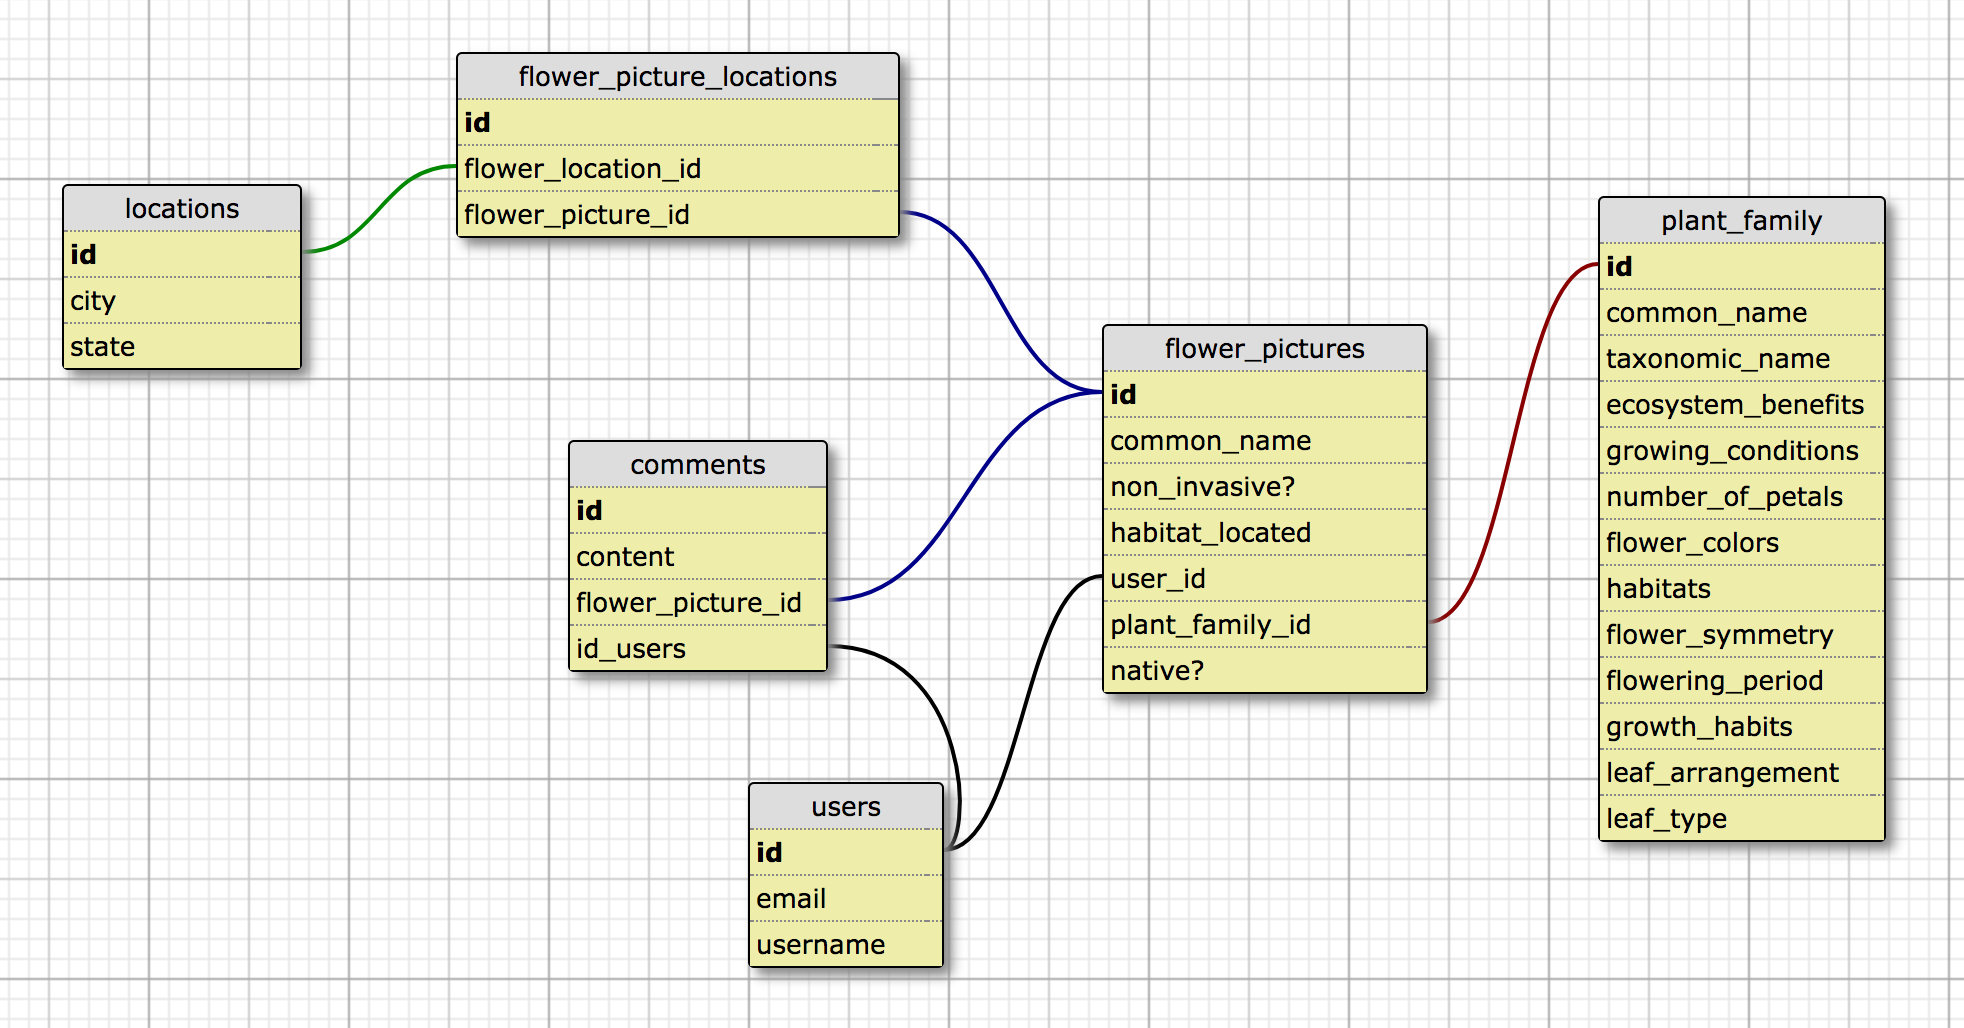 flower_picture_locations
id
flower_location_id
flower_picture_id
locations
id
city
state
plant_family
id
common_name
taxonomic_name
ecosystem_benefits
growing_conditions
number_of_petals
flower_colors
habitats
flower_symmetry
flowering_period
growth_habits
leaf_arrangement
leaf_type
flower_pictures
id
common_name
non_invasive?
habitat_located
user_id
plant_family_id
native?
comments
id
content
flower_picture_id
id_users
users
id
email
username